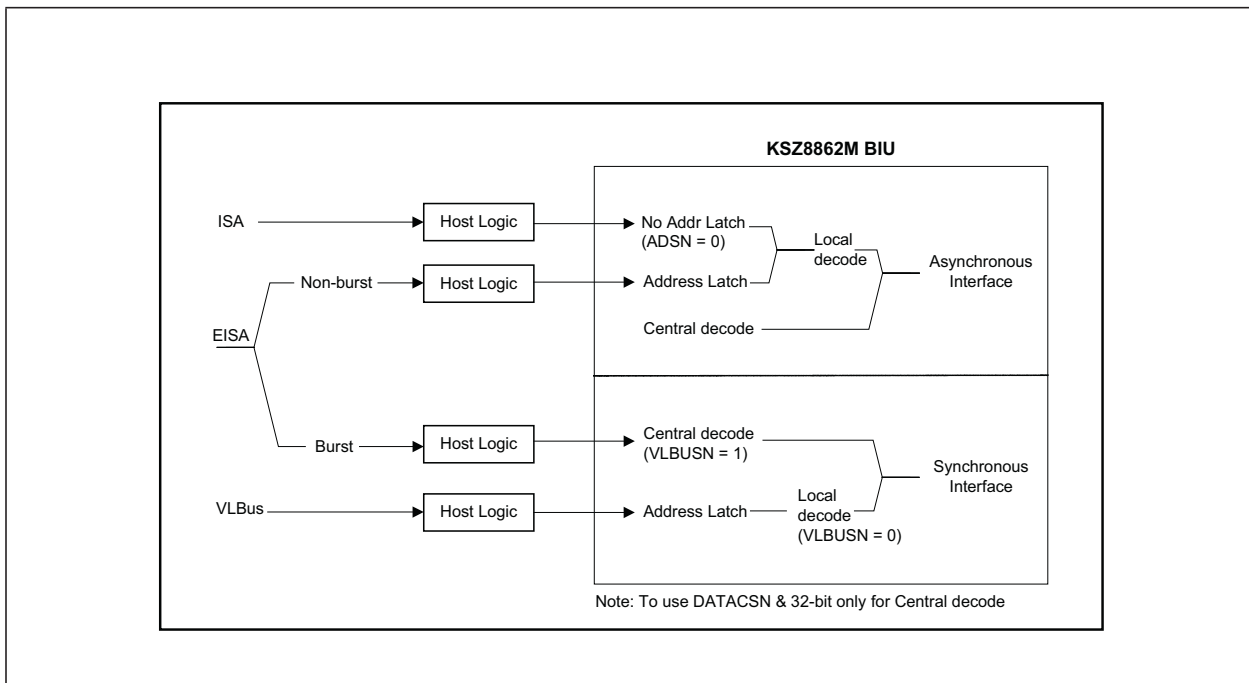 KSZ8862M BIU
ISA
Host Logic
No Addr Latch
(ADSN = 0)
Local
decode
Asynchronous
Interface
EISA
Non-burst
Host Logic
Address Latch
Central decode
Burst
Host Logic
Central decode
(VLBUSN = 1)
Synchronous
Interface
VLBus
Host Logic
Address Latch
Local
decode
(VLBUSN = 0)
Note: To use DATACSN & 32-bit only for Central decode